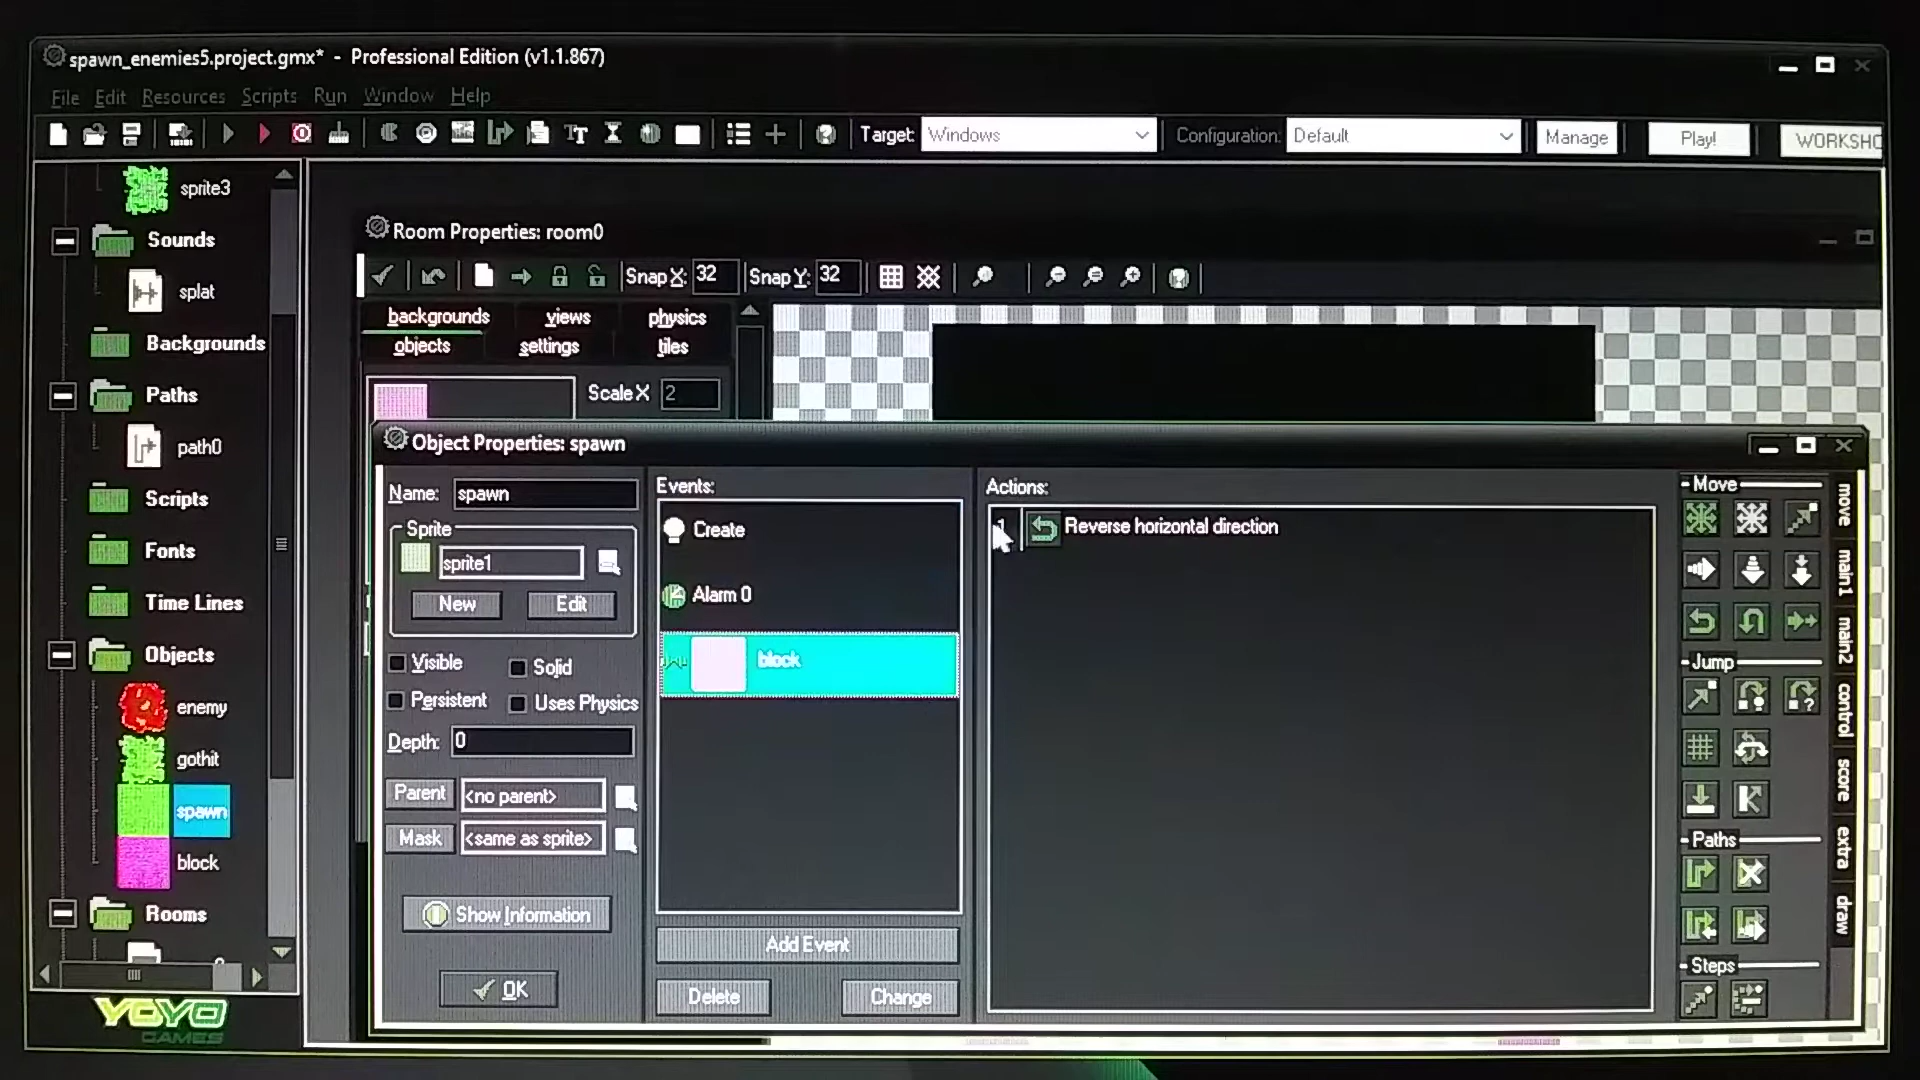 spawn_enemies5.project.gmx* - Professional Edition (v1.1.867)
File Edit Resources Scripts Run Window Help
Target: Windows Configuration: Default Manage Play! WORKSHO
sprite3
Sounds
splat
Backgrounds
Paths
path0
Scripts
Fonts
Time Lines
Objects
enemy
gothit
spawn
block
Rooms
YOYO
GAMES
Room Properties: room0
Snap X: 32 Snap Y: 32
backgrounds views physics
objects settings tiles
Scale X 2
Object Properties: spawn
Name: spawn
Sprite
sprite1
New Edit
Visible Solid
Persistent Uses Physics
Depth: 0
Parent <no parent>
Mask <same as sprite>
Show Information
OK
Events:
Create
Alarm 0
block
Add Event
Delete Change
Actions:
1 Reverse horizontal direction
Move
Jump
Paths
Steps
move
main1
main2
control
score
extra
draw